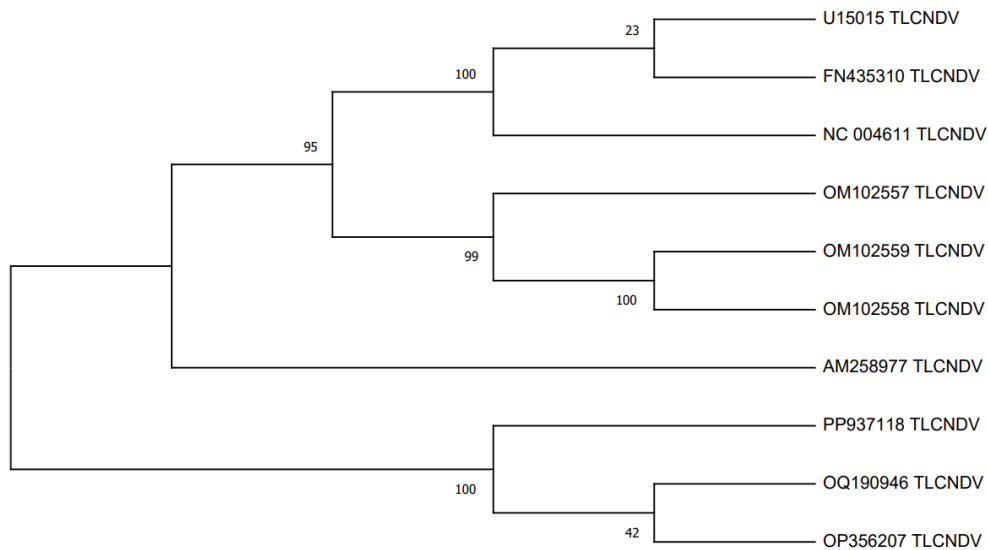 U15015 TLCNDV
23
FN435310 TLCNDV
100
NC 004611 TLCNDV
95
OM102557 TLCNDV
99
OM102559 TLCNDV
100
OM102558 TLCNDV
AM258977 TLCNDV
PP937118 TLCNDV
100
OQ190946 TLCNDV
42
OP356207 TLCNDV